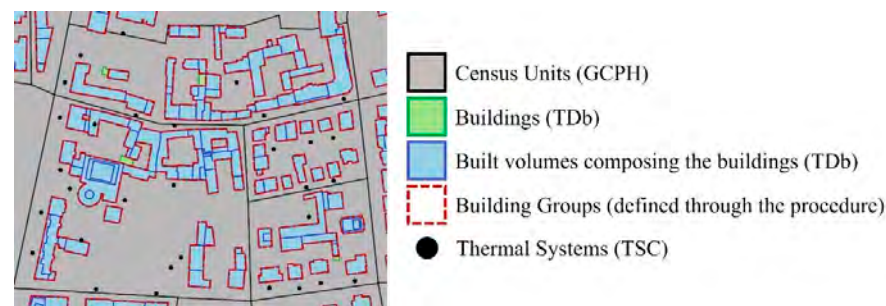 Census Units (GCPH)
Buildings (TDb)
Built volumes composing the buildings (TDb)
Building Groups (defined through the procedure)
Thermal Systems (TSC)